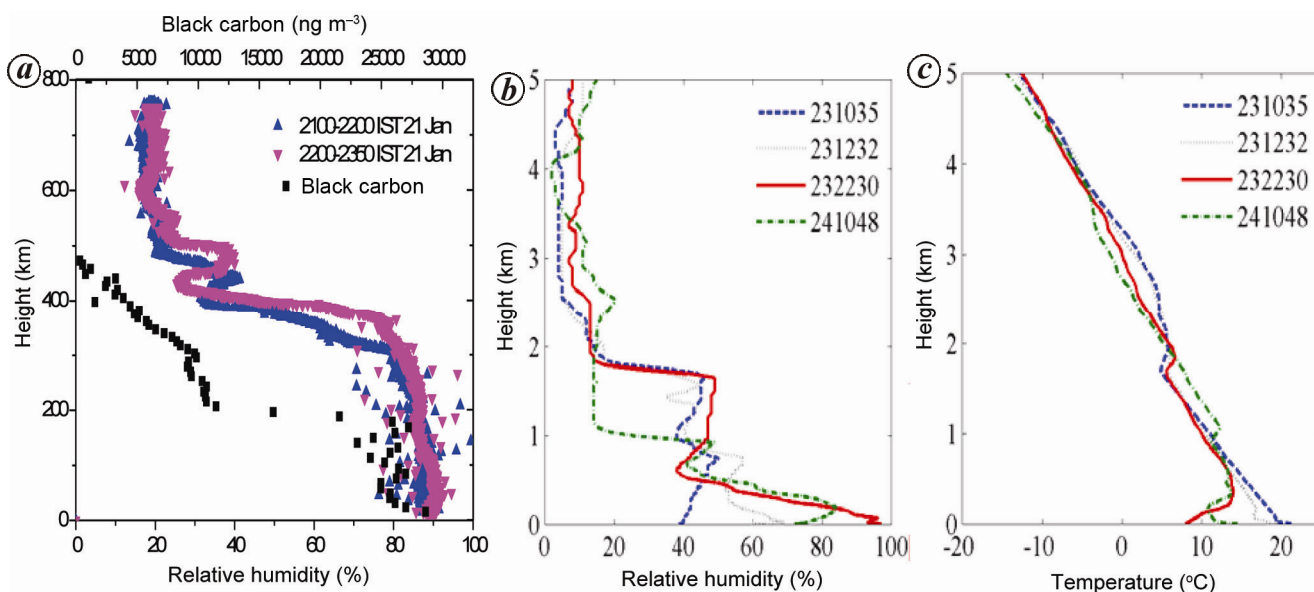 Black carbon (ng m⁻³)
0 5000 10000 15000 20000 25000 30000
a
800
600
400
200
0
Height (km)
2100-2200 IST 21 Jan
2200-2350 IST 21 Jan
Black carbon
0 20 40 60 80 100
Relative humidity (%)
b
5
4
3
2
1
0
Height (km)
231035
231232
232230
241048
0 20 40 60 80 100
Relative humidity (%)
c
5
4
3
2
1
0
Height (km)
231035
231232
232230
241048
-20 -10 0 10 20
Temperature (°C)